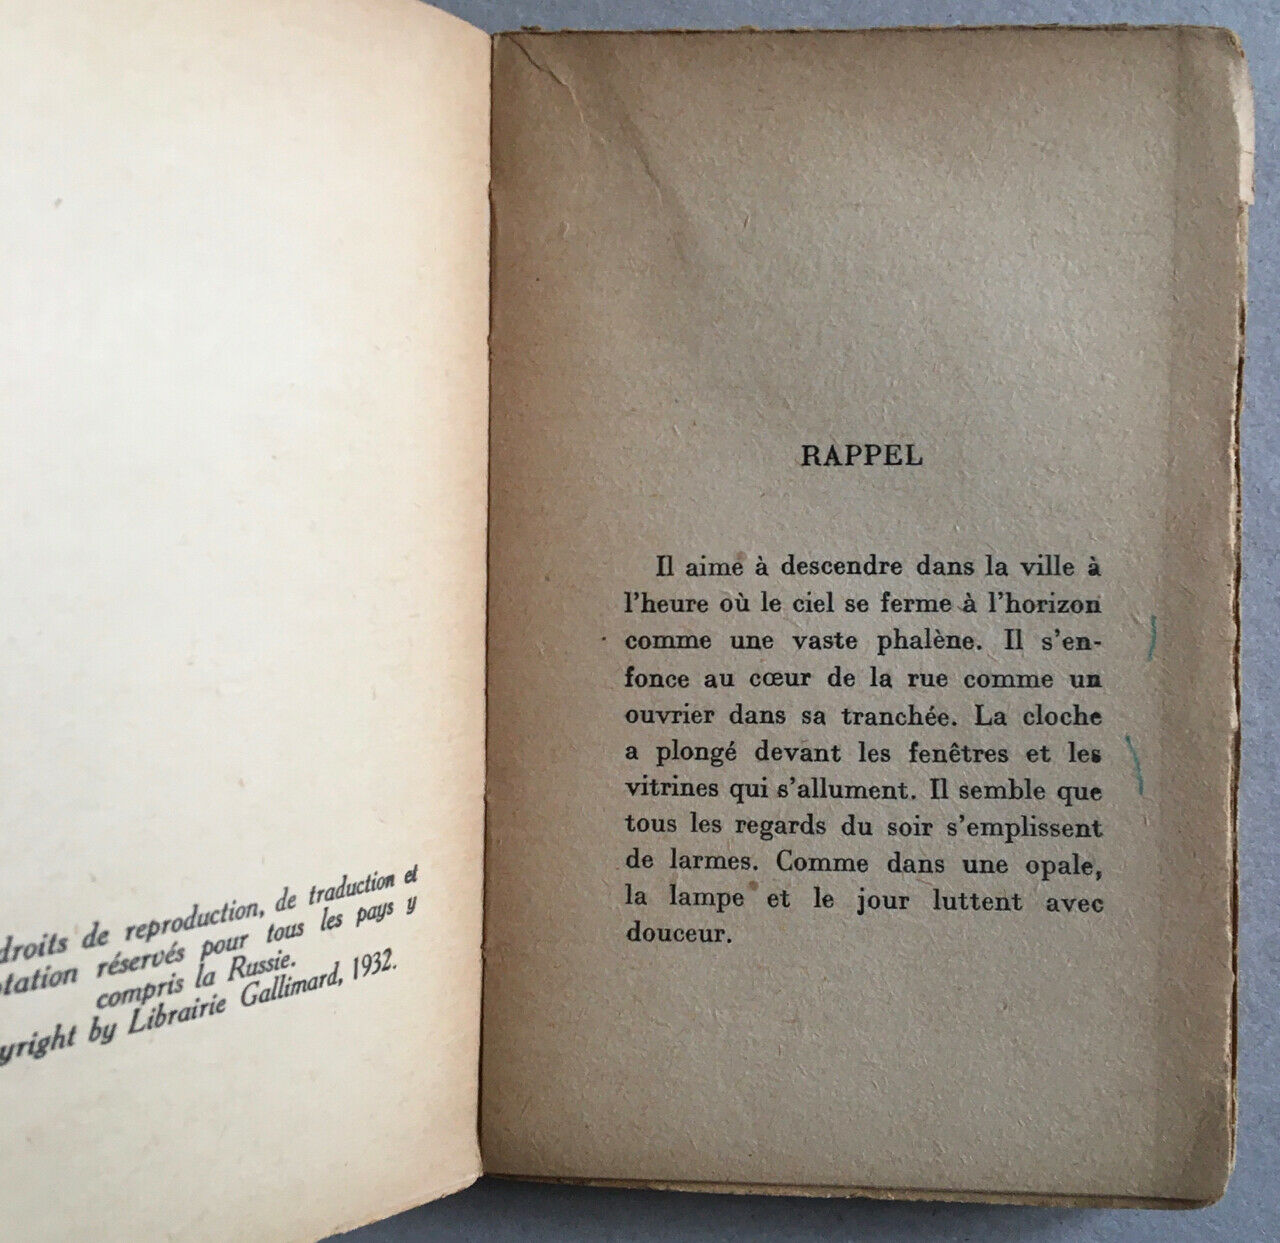 droits de reproduction, de traduction et
réservés pour tous les pays y
compris la Russie.
by Librairie Gallimard, 1932.
RAPPEL
Il aime à descendre dans la ville à
l'heure où le ciel se ferme à l'horizon
comme une vaste phalène. Il s'en-
fonce au cœur de la rue comme un
ouvrier dans sa tranchée. La cloche
a plongé devant les fenêtres et les
vitrines qui s'allument. Il semble que
tous les regards du soir s'emplissent
de larmes. Comme dans une opale,
la lampe et le jour luttent avec
douceur.